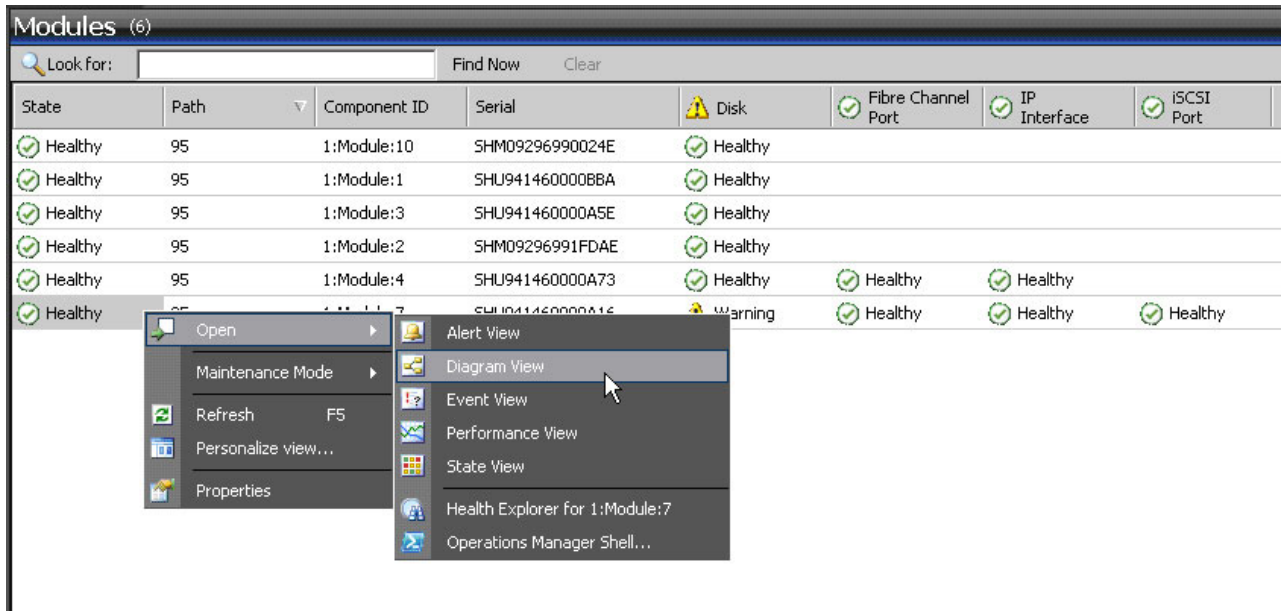 Modules (6)
Look for: Find Now Clear
State Path Component ID Serial Disk Fibre Channel Port IP Interface iSCSI Port
Healthy 95 1:Module:10 SHM09296990024E Healthy
Healthy 95 1:Module:1 SHU941460000BBA Healthy
Healthy 95 1:Module:3 SHU941460000A5E Healthy
Healthy 95 1:Module:2 SHM09296991FDAE Healthy
Healthy 95 1:Module:4 SHU941460000A73 Healthy Healthy Healthy
Healthy Warning Healthy Healthy Healthy
Open
Maintenance Mode
Refresh F5
Personalize view...
Properties
Alert View
Diagram View
Event View
Performance View
State View
Health Explorer for 1:Module:7
Operations Manager Shell...